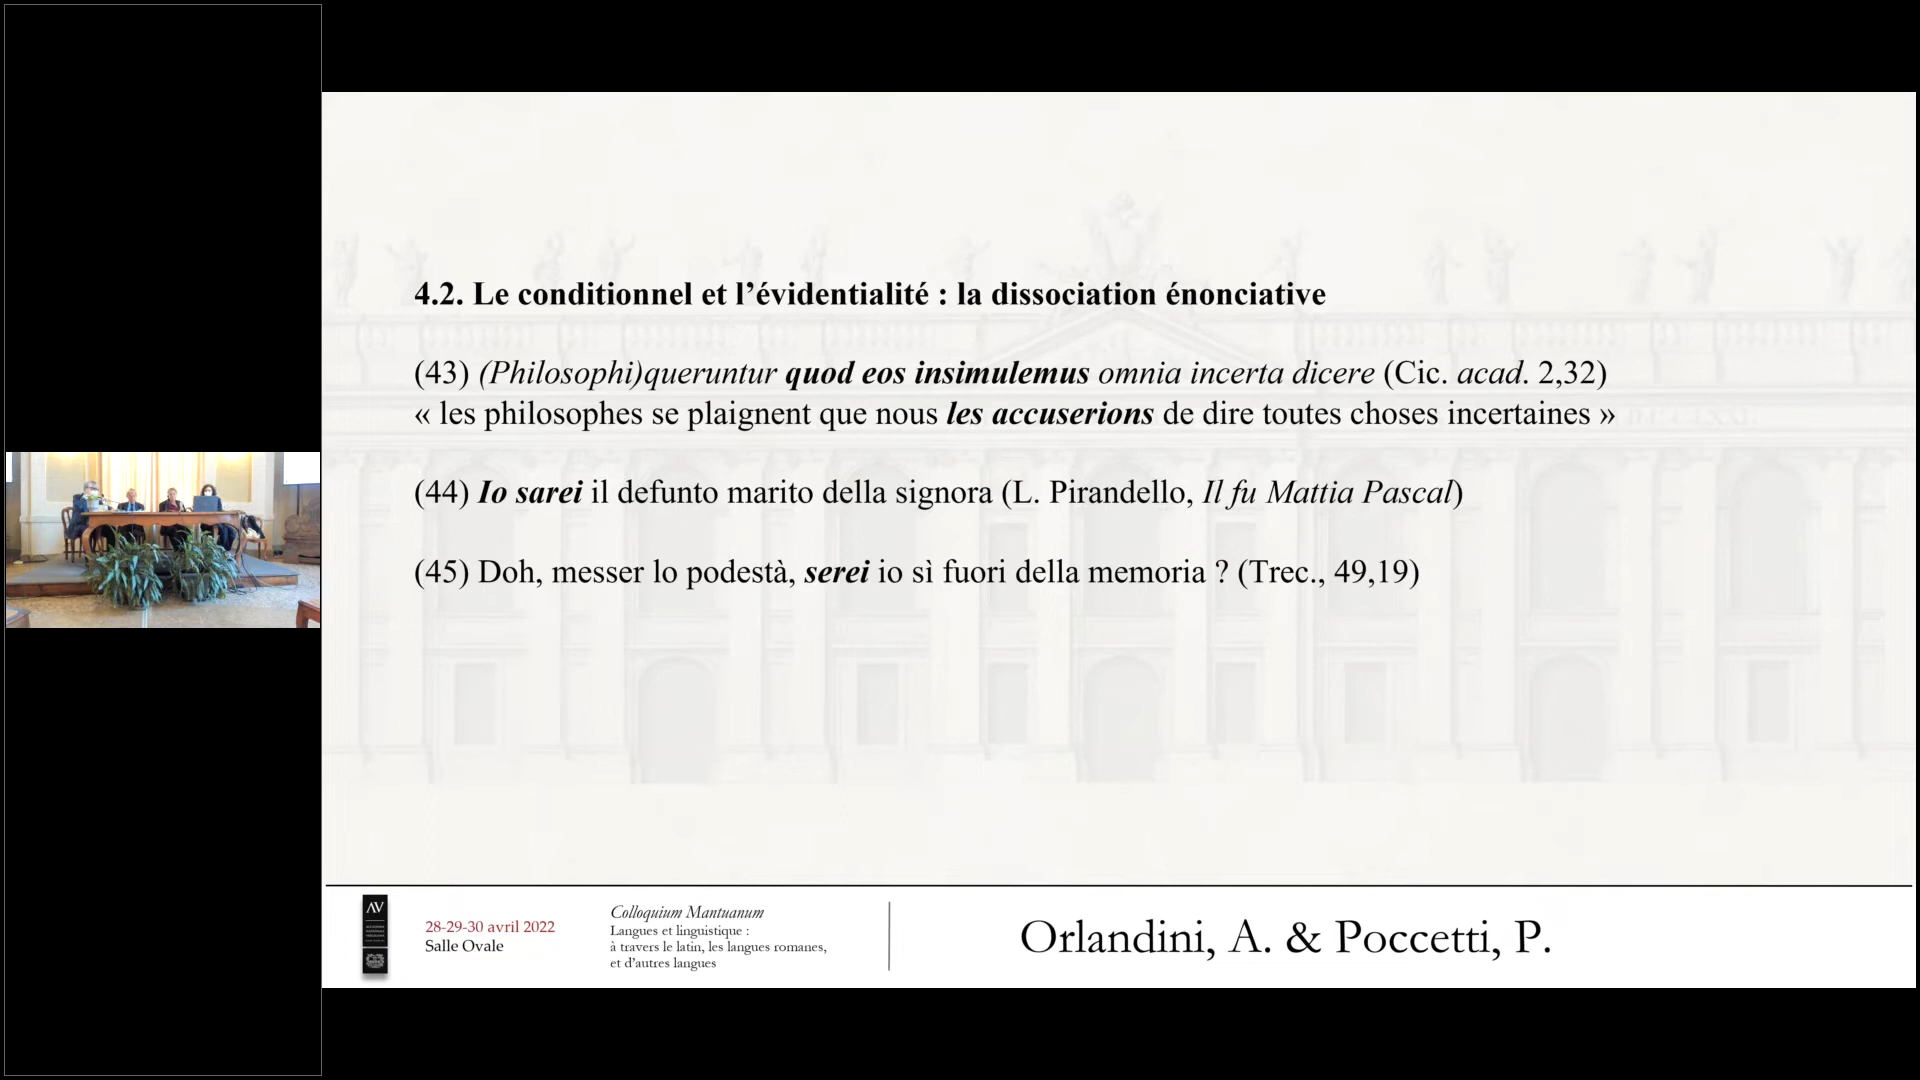 4.2. Le conditionnel et l’évidentialité : la dissociation énonciative
(43) (Philosophi)queruntur quod eos insimulemus omnia incerta dicere (Cic. acad. 2,32)
« les philosophes se plaignent que nous les accuserions de dire toutes choses incertaines »
(44) Io sarei il defunto marito della signora (L. Pirandello, Il fu Mattia Pascal)
(45) Doh, messer lo podestà, serei io sì fuori della memoria ? (Trec., 49,19)
AV
28-29-30 avril 2022
Salle Ovale
Colloquium Mantuanum
Langues et linguistique :
à travers le latin, les langues romanes,
et d’autres langues
Orlandini, A. & Poccetti, P.